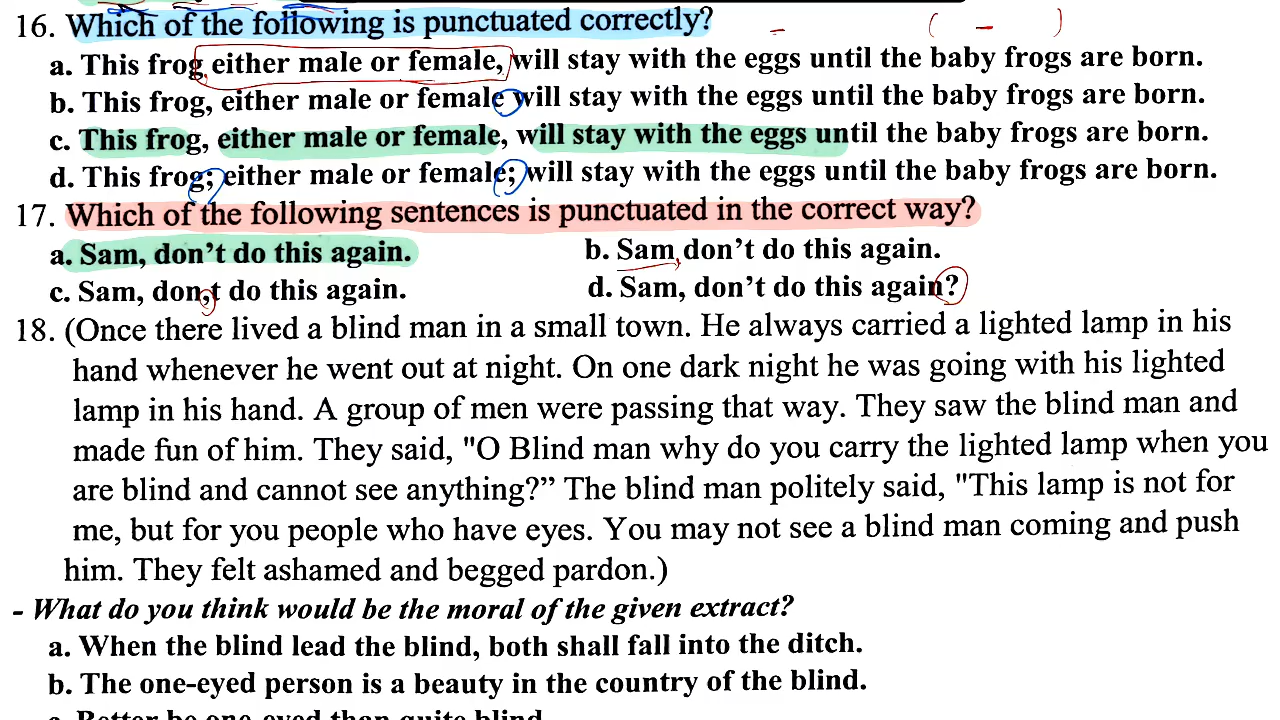 16. Which of the following is punctuated correctly?
a. This frog either male or female, will stay with the eggs until the baby frogs are born.
b. This frog, either male or female will stay with the eggs until the baby frogs are born.
c. This frog, either male or female, will stay with the eggs until the baby frogs are born.
d. This frog; either male or female; will stay with the eggs until the baby frogs are born.
17. Which of the following sentences is punctuated in the correct way?
a. Sam, don’t do this again. b. Sam don’t do this again.
c. Sam, don,t do this again. d. Sam, don’t do this again?
18. (Once there lived a blind man in a small town. He always carried a lighted lamp in his
hand whenever he went out at night. On one dark night he was going with his lighted
lamp in his hand. A group of men were passing that way. They saw the blind man and
made fun of him. They said, "O Blind man why do you carry the lighted lamp when you
are blind and cannot see anything?” The blind man politely said, "This lamp is not for
me, but for you people who have eyes. You may not see a blind man coming and push
him. They felt ashamed and begged pardon.)
- What do you think would be the moral of the given extract?
a. When the blind lead the blind, both shall fall into the ditch.
b. The one-eyed person is a beauty in the country of the blind.
c. Better be one-eyed than quite blind.